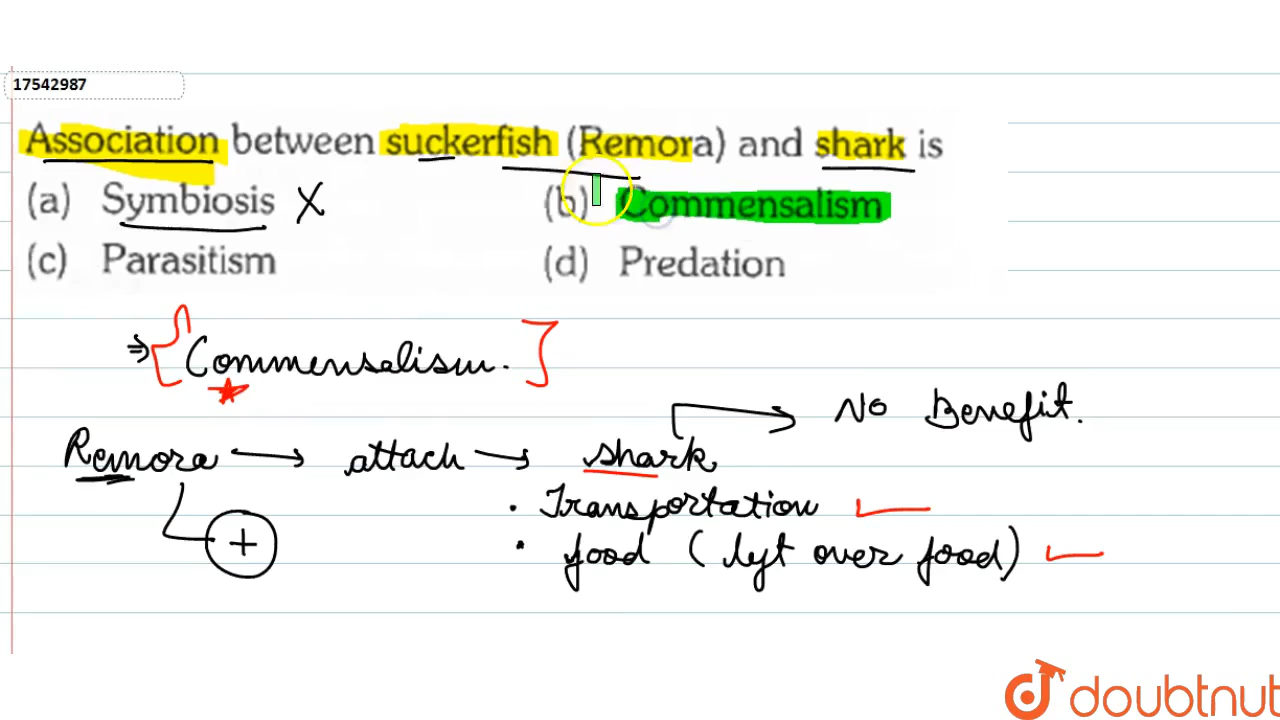 17542987
Association between suckerfish (Remora) and shark is
(a) Symbiosis X (b) Commensalism
(c) Parasitism (d) Predation
⇒ { Commensalism. ]
No Benefit.
Remora → attach → shark
• Transportation
+ • food (left over food)
doubtnut